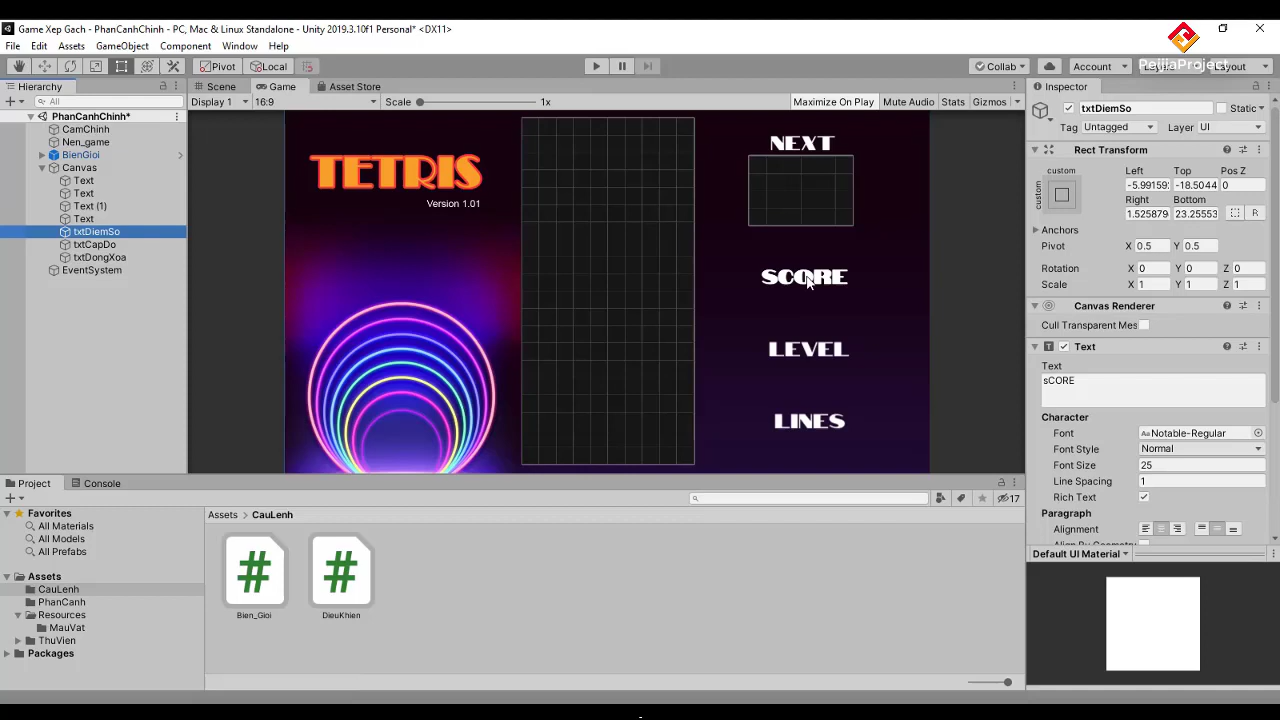 Game Xep Gach - PhanCanhChinh - PC, Mac & Linux Standalone - Unity 2019.3.10f1 Personal* <DX11>
File Edit Assets GameObject Component Window Help
PeijiaProject
Pivot Local Collab Account Layout
Hierarchy Scene Game Asset Store Inspector
All Display 1 16:9 Scale 1x Maximize On Play Mute Audio Stats Gizmos
txtDiemSo Static
Tag Untagged Layer UI
PhanCanhChinh*
CamChinh
Nen_game
BienGioi
Canvas
Text
Text
Text (1)
Text
txtDiemSo
txtCapDo
txtDongXoa
EventSystem
TETRIS
Version 1.01
NEXT
SCORE
LEVEL
LINES
Rect Transform
custom Left Top Pos Z
custom -5.99159: -18.5044 0
Right Bottom
1.525879 23.25553 R
Anchors
Pivot X 0.5 Y 0.5
Rotation X 0 Y 0 Z 0
Scale X 1 Y 1 Z 1
Canvas Renderer
Cull Transparent Mes
Text
Text
sCORE
Character
Font Aa Notable-Regular
Font Style Normal
Font Size 25
Line Spacing 1
Rich Text
Paragraph
Alignment
Default UI Material
Project Console
17
Favorites
All Materials
All Models
All Prefabs
Assets
CauLenh
PhanCanh
Resources
MauVat
ThuVien
Packages
Assets > CauLenh
# #
Bien_Gioi DieuKhien